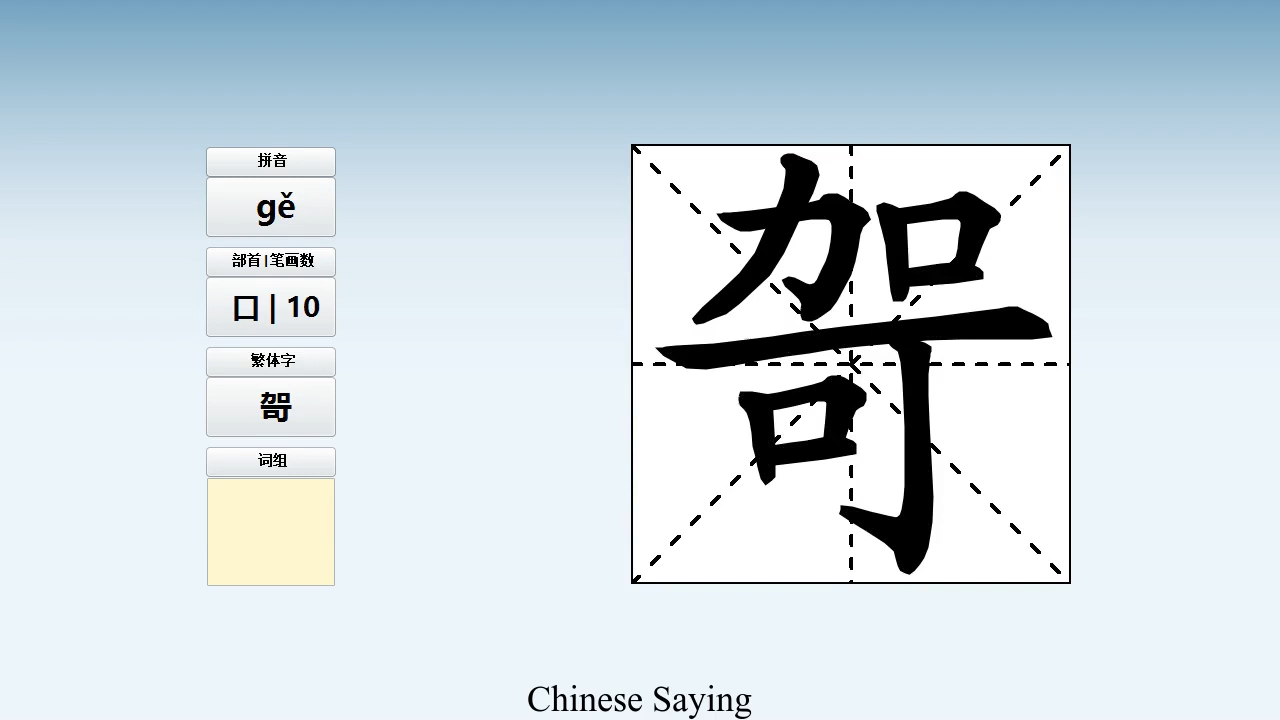 拼音
gě
部首|笔画数
口 | 10
繁体字
哿
词组
哿
Chinese Saying